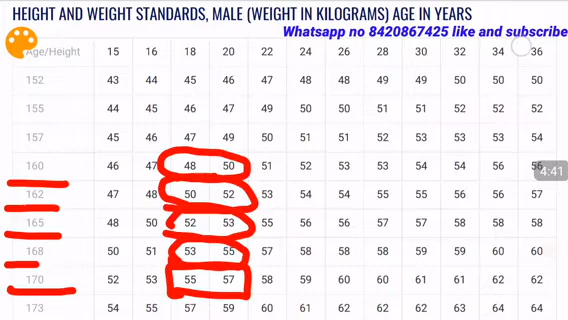 HEIGHT AND WEIGHT STANDARDS, MALE (WEIGHT IN KILOGRAMS) AGE IN YEARS
Whatsapp no 8420867425 like and subscribe
Age/Height 15 16 18 20 22 24 26 28 30 32 34 36
152 43 44 45 46 47 48 48 49 49 50 50 50
155 44 45 46 47 49 50 50 51 51 52 52 52
157 45 46 47 49 50 51 51 52 53 53 53 54
160 46 47 48 50 51 52 53 53 54 54 56 56
4:41
162 47 48 50 52 53 54 54 55 55 56 56 57
165 48 50 52 53 55 56 56 57 57 58 58 58
168 50 51 53 55 57 58 58 58 59 59 60 60
170 52 53 55 57 58 59 60 60 61 61 62 62
173 54 55 57 59 60 61 62 62 62 63 64 64